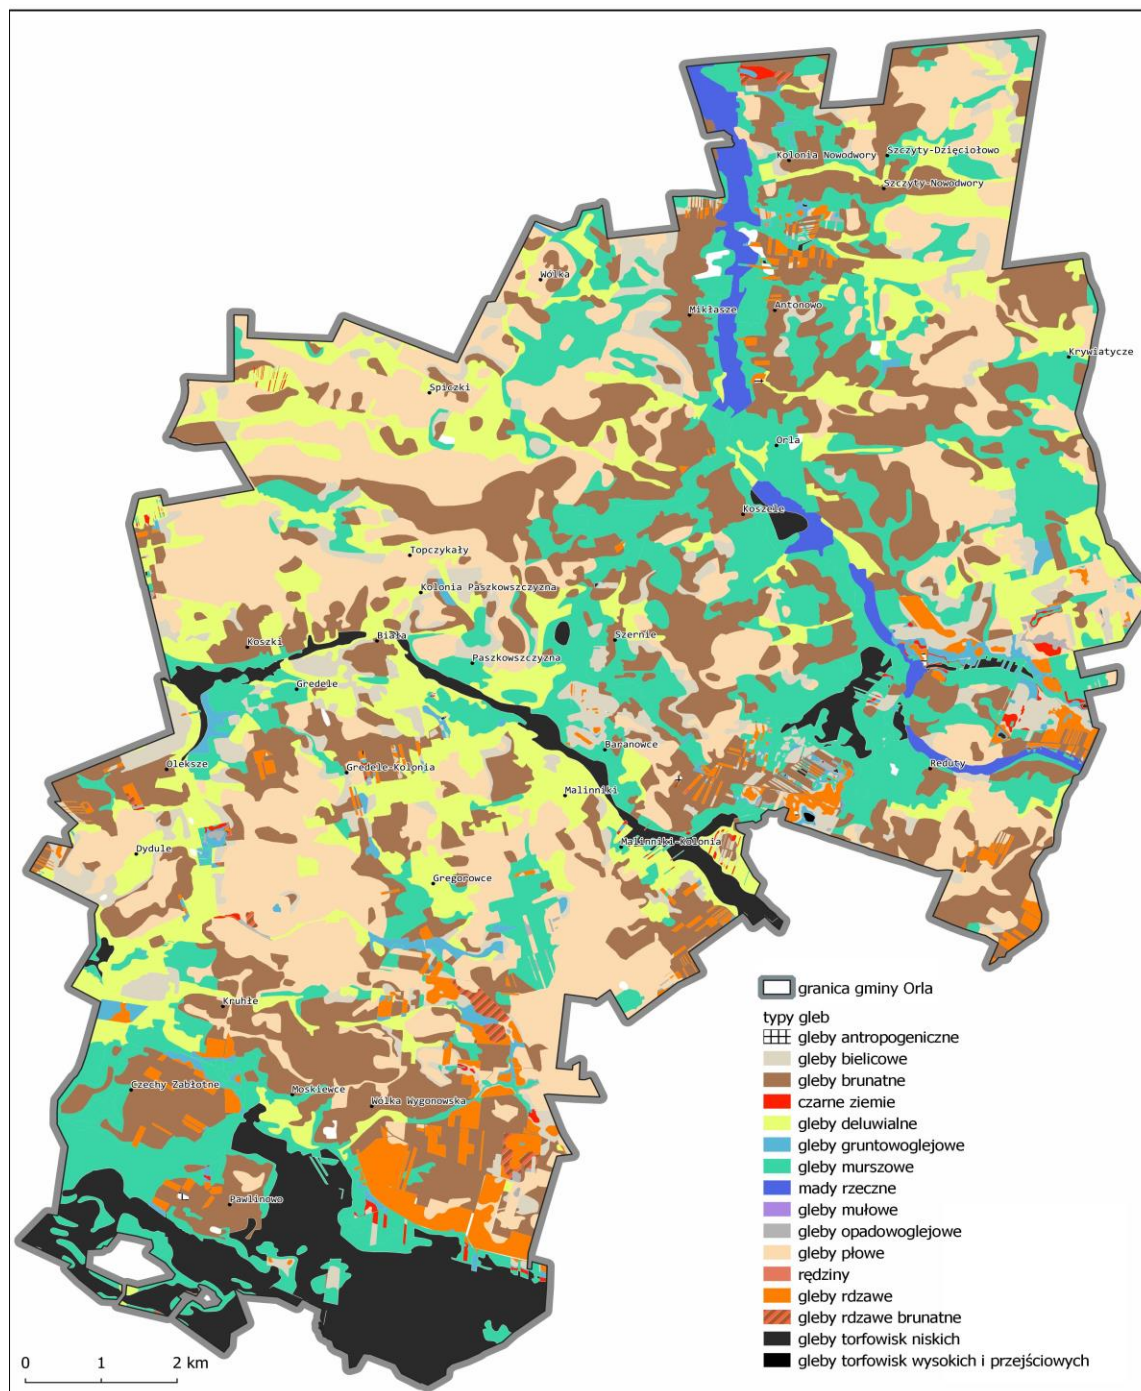 Kolonia Nowodwory
Szczyty-Dzięciołowo
Szczyty-Nowodwory
Wólka
Mikłasze
Antonowo
Krywiatycze
Spiczki
Orla
Koszele
Topczykały
Kolonia Paszkowszczyzna
Koszki
Biała
Szernie
Paszkowszczyzna
Gredele
Baranowce
Oleksze
Gredele-Kolonia
Reduty
Malinniki
Dydule
Malinniki-Kolonia
Gregorowce
Kruhłe
Czechy Zabłotne
Moskiewce
Wólka Wygonowska
Pawlinowo
granica gminy Orla
typy gleb
gleby antropogeniczne
gleby bielicowe
gleby brunatne
czarne ziemie
gleby deluwialne
gleby gruntowoglejowe
gleby murszowe
mady rzeczne
gleby mułowe
gleby opadowoglejowe
gleby płowe
rędziny
gleby rdzawe
gleby rdzawe brunatne
gleby torfowisk niskich
gleby torfowisk wysokich i przejściowych
0 1 2 km